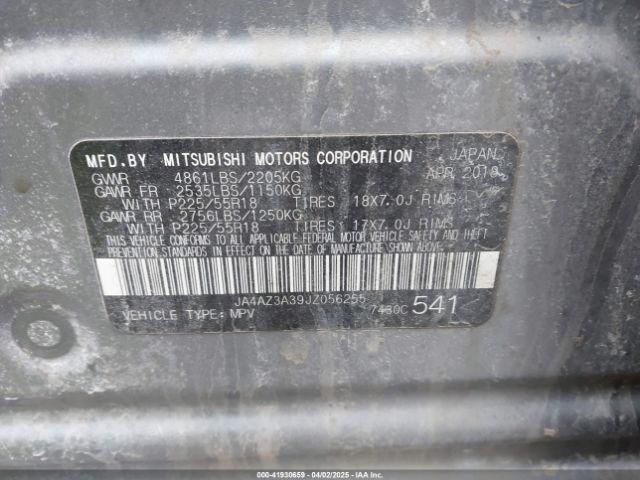 MFD.BY MITSUBISHI MOTORS CORPORATION JAPAN
GVWR 4861LBS/2205KG APR 2018
GAWR FR 2535LBS/1150KG
WITH P225/55R18 TIRES 18X7.0J RIMS
GAWR RR 2756LBS/1250KG
WITH P225/55R18 TIRES 17X7.0J RIMS
THIS VEHICLE CONFORMS TO ALL APPLICABLE FEDERAL MOTOR VEHICLE SAFETY AND THEFT
PREVENTION STANDARDS IN EFFECT ON THE DATE OF MANUFACTURE SHOWN ABOVE.
JA4AZ3A39JZ056255
VEHICLE TYPE: MPV 7430C 541
000-41930659 04/02/2025 - IAAI.com